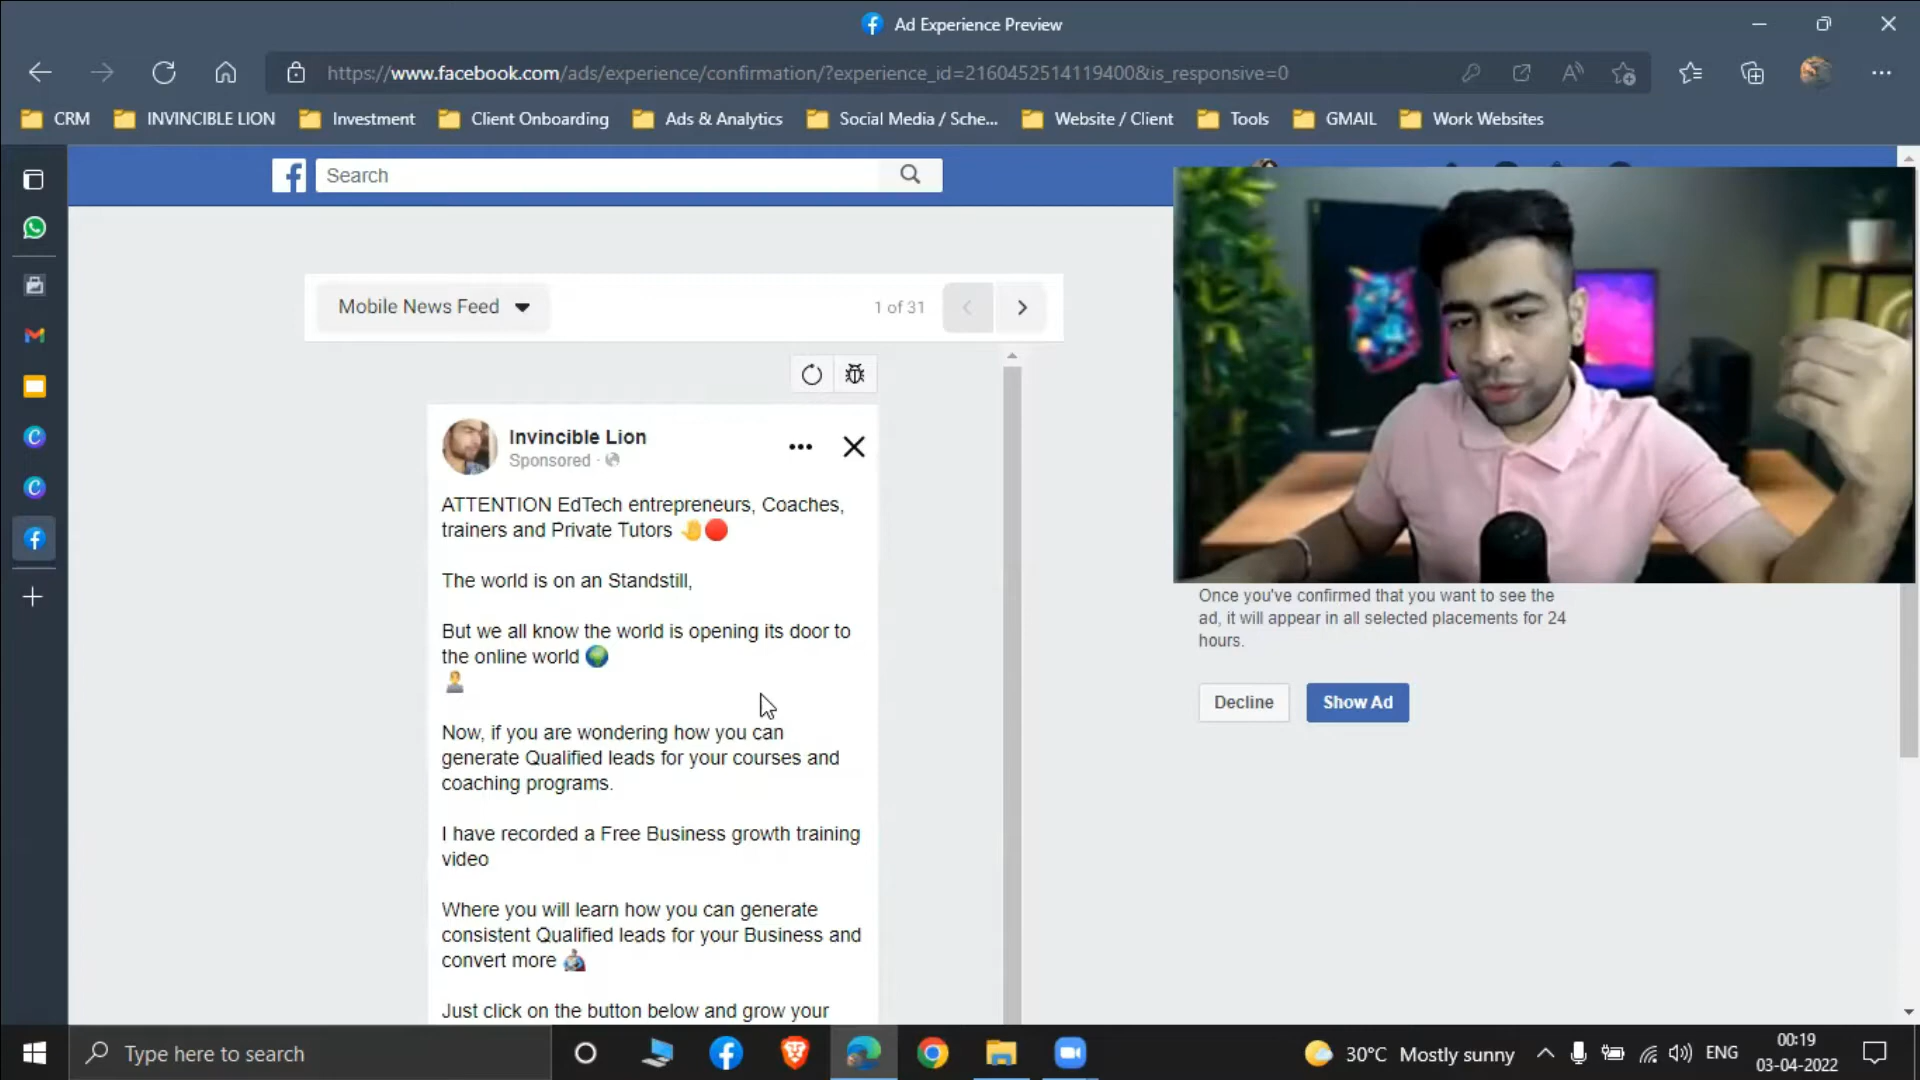 Ad Experience Preview
https://www.facebook.com/ads/experience/confirmation/?experience_id=2160452514119400&is_responsive=0
CRM INVINCIBLE LION Investment Client Onboarding Ads & Analytics Social Media / Sche... Website / Client Tools GMAIL Work Websites
Search
Mobile News Feed
1 of 31
Invincible Lion
Sponsored ·
ATTENTION EdTech entrepreneurs, Coaches,
trainers and Private Tutors
The world is on an Standstill,
But we all know the world is opening its door to
the online world
Now, if you are wondering how you can
generate Qualified leads for your courses and
coaching programs.
I have recorded a Free Business growth training
video
Where you will learn how you can generate
consistent Qualified leads for your Business and
convert more
Just click on the button below and grow your
Once you've confirmed that you want to see the
ad, it will appear in all selected placements for 24
hours.
Decline Show Ad
Type here to search
30°C Mostly sunny
ENG
00:19
03-04-2022